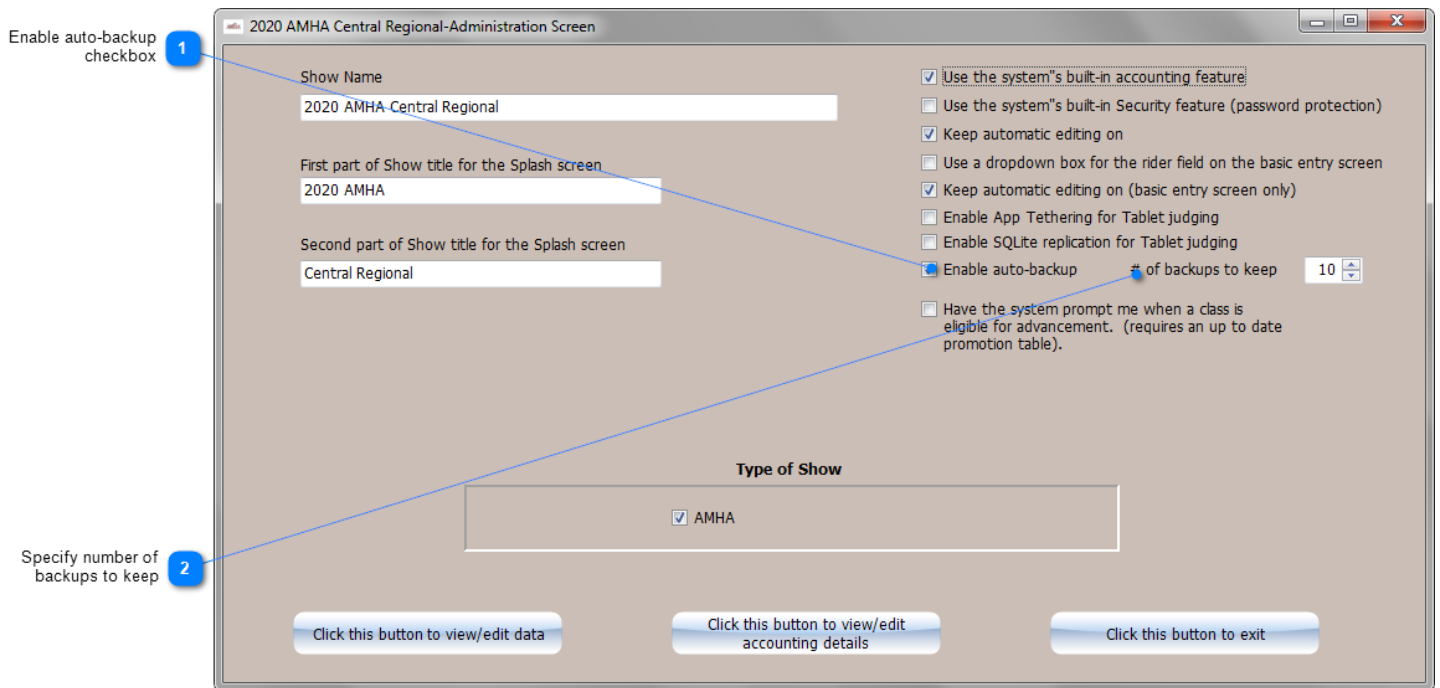 Enable auto-backup
checkbox
1
2020 AMHA Central Regional-Administration Screen
Show Name
2020 AMHA Central Regional
First part of Show title for the Splash screen
2020 AMHA
Second part of Show title for the Splash screen
Central Regional
Use the system"s built-in accounting feature
Use the system"s built-in Security feature (password protection)
Keep automatic editing on
Use a dropdown box for the rider field on the basic entry screen
Keep automatic editing on (basic entry screen only)
Enable App Tethering for Tablet judging
Enable SQLite replication for Tablet judging
Enable auto-backup # of backups to keep 10
Have the system prompt me when a class is
eligible for advancement. (requires an up to date
promotion table).
Type of Show
AMHA
Specify number of
backups to keep
2
Click this button to view/edit data
Click this button to view/edit
accounting details
Click this button to exit